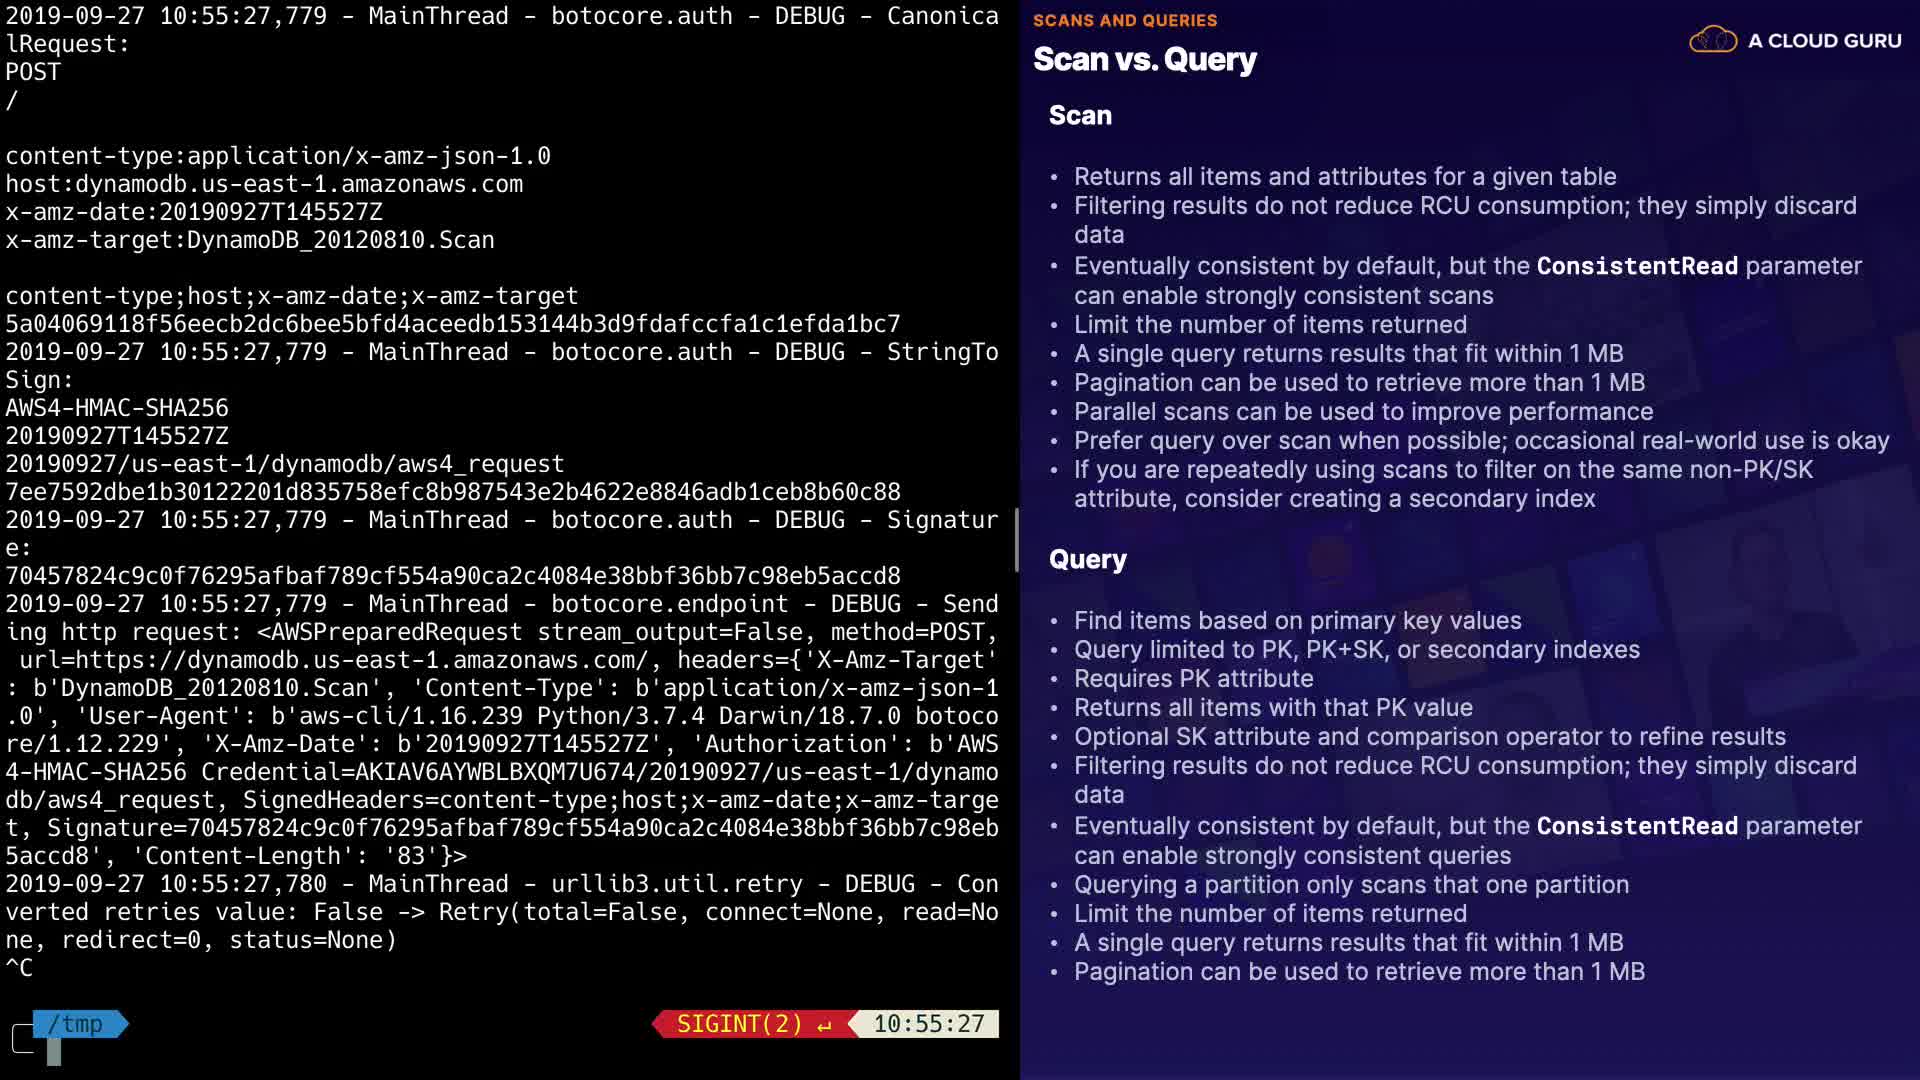 2019-09-27 10:55:27,779 - MainThread - botocore.auth - DEBUG - Canonica
lRequest:
POST
/
content-type:application/x-amz-json-1.0
host:dynamodb.us-east-1.amazonaws.com
x-amz-date:20190927T145527Z
x-amz-target:DynamoDB_20120810.Scan
content-type;host;x-amz-date;x-amz-target
5a04069118f56eecb2dc6bee5bfd4aceedb153144b3d9fdafccfa1c1efda1bc7
2019-09-27 10:55:27,779 - MainThread - botocore.auth - DEBUG - StringTo
Sign:
AWS4-HMAC-SHA256
20190927T145527Z
20190927/us-east-1/dynamodb/aws4_request
7ee7592dbe1b30122201d835758efc8b987543e2b4622e8846adb1ceb8b60c88
2019-09-27 10:55:27,779 - MainThread - botocore.auth - DEBUG - Signatur
e:
70457824c9c0f76295afbaf789cf554a90ca2c4084e38bbf36bb7c98eb5accd8
2019-09-27 10:55:27,779 - MainThread - botocore.endpoint - DEBUG - Send
ing http request: <AWSPreparedRequest stream_output=False, method=POST,
 url=https://dynamodb.us-east-1.amazonaws.com/, headers={'X-Amz-Target'
: b'DynamoDB_20120810.Scan', 'Content-Type': b'application/x-amz-json-1
.0', 'User-Agent': b'aws-cli/1.16.239 Python/3.7.4 Darwin/18.7.0 botoco
re/1.12.229', 'X-Amz-Date': b'20190927T145527Z', 'Authorization': b'AWS
4-HMAC-SHA256 Credential=AKIAV6AYWBLBXQM7U674/20190927/us-east-1/dynamo
db/aws4_request, SignedHeaders=content-type;host;x-amz-date;x-amz-targe
t, Signature=70457824c9c0f76295afbaf789cf554a90ca2c4084e38bbf36bb7c98eb
5accd8', 'Content-Length': '83'}>
2019-09-27 10:55:27,780 - MainThread - urllib3.util.retry - DEBUG - Con
verted retries value: False -> Retry(total=False, connect=None, read=No
ne, redirect=0, status=None)
^C
/tmp
SIGINT(2) ↵ 10:55:27
SCANS AND QUERIES
Scan vs. Query
A CLOUD GURU
Scan
• Returns all items and attributes for a given table
• Filtering results do not reduce RCU consumption; they simply discard
data
• Eventually consistent by default, but the ConsistentRead parameter
can enable strongly consistent scans
• Limit the number of items returned
• A single query returns results that fit within 1 MB
• Pagination can be used to retrieve more than 1 MB
• Parallel scans can be used to improve performance
• Prefer query over scan when possible; occasional real-world use is okay
• If you are repeatedly using scans to filter on the same non-PK/SK
attribute, consider creating a secondary index
Query
• Find items based on primary key values
• Query limited to PK, PK+SK, or secondary indexes
• Requires PK attribute
• Returns all items with that PK value
• Optional SK attribute and comparison operator to refine results
• Filtering results do not reduce RCU consumption; they simply discard
data
• Eventually consistent by default, but the ConsistentRead parameter
can enable strongly consistent queries
• Querying a partition only scans that one partition
• Limit the number of items returned
• A single query returns results that fit within 1 MB
• Pagination can be used to retrieve more than 1 MB